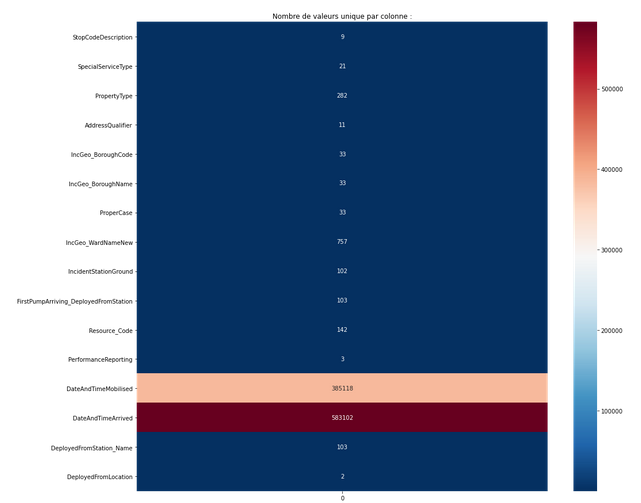 Nombre de valeurs unique par colonne :
StopCodeDescription 9
SpecialServiceType 21
PropertyType 282
AddressQualifier 11
IncGeo_BoroughCode 33
IncGeo_BoroughName 33
ProperCase 33
IncGeo_WardNameNew 757
IncidentStationGround 102
FirstPumpArriving_DeployedFromStation 103
Resource_Code 142
PerformanceReporting 3
DateAndTimeMobilised 385118
DateAndTimeArrived 583102
DeployedFromStation_Name 103
DeployedFromLocation 2
0
500000
400000
300000
200000
100000